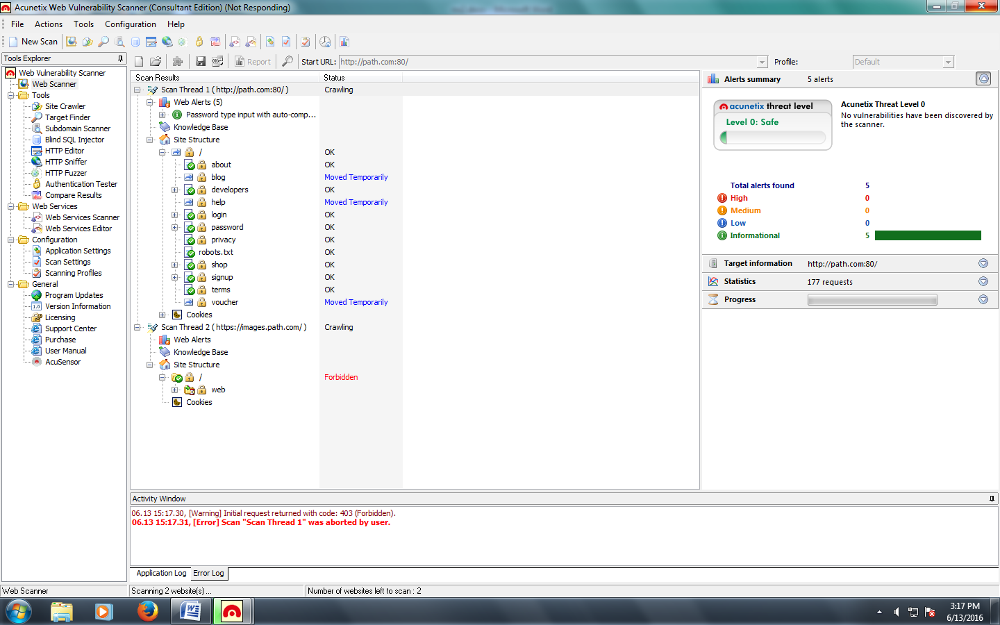 Acunetix Web Vulnerability Scanner (Consultant Edition) (Not Responding)
File Actions Tools Configuration Help
New Scan
Tools Explorer
Web Vulnerability Scanner
Web Scanner
Tools
Site Crawler
Target Finder
Subdomain Scanner
Blind SQL Injector
HTTP Editor
HTTP Sniffer
HTTP Fuzzer
Authentication Tester
Compare Results
Web Services
Web Services Scanner
Web Services Editor
Configuration
Application Settings
Scan Settings
Scanning Profiles
General
Program Updates
Version Information
Licensing
Support Center
Purchase
User Manual
AcuSensor
Report Start URL: http://path.com:80/ Profile: Default
Scan Results Status
Scan Thread 1 ( http://path.com:80/ ) Crawling
Web Alerts (5)
Password type input with auto-comp...
Knowledge Base
Site Structure
/ OK
about OK
blog Moved Temporarily
developers OK
help Moved Temporarily
login OK
password OK
privacy OK
robots.txt OK
shop OK
signup OK
terms OK
voucher Moved Temporarily
Cookies
Scan Thread 2 ( https://images.path.com/ ) Crawling
Web Alerts
Knowledge Base
Site Structure
/ Forbidden
web
Cookies
Alerts summary 5 alerts
acunetix threat level
Level 0: Safe
Acunetix Threat Level 0
No vulnerabilities have been discovered by
the scanner.
Total alerts found 5
High 0
Medium 0
Low 0
Informational 5
Target information http://path.com:80/
Statistics 177 requests
Progress
Activity Window
06.13 15:17.30, [Warning] Initial request returned with code: 403 (Forbidden).
06.13 15:17.31, [Error] Scan "Scan Thread 1" was aborted by user.
Application Log Error Log
Web Scanner Scanning 2 website(s) ... Number of websites left to scan : 2
3:17 PM
6/13/2016